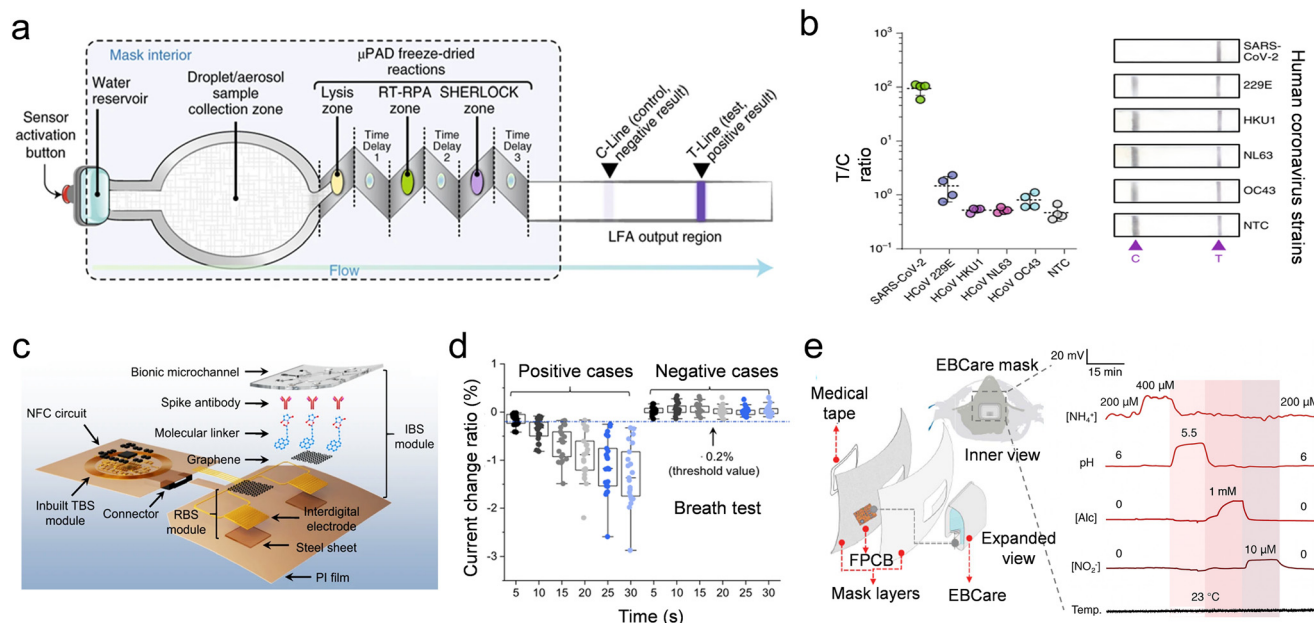 a
Mask interior
Water
reservoir
Sensor
activation
button
Droplet/aerosol
sample
collection zone
µPAD freeze-dried
reactions
Lysis
zone
RT-RPA
zone
SHERLOCK
zone
Time
Delay
1
Time
Delay
2
Time
Delay
3
C-Line (control,
negative result)
T-Line (test,
positive result)
LFA output region
Flow
b
T/C
ratio
10³
10²
10¹
10⁰
10⁻¹
SARS-CoV-2
HCoV 229E
HCoV HKU1
HCoV NL63
HCoV OC43
NTC
SARS-
CoV-2
229E
HKU1
NL63
OC43
NTC
C
T
Human coronavirus strains
c
Bionic microchannel
NFC circuit
Spike antibody
Molecular linker
Graphene
IBS
module
Inbuilt TBS
module
Connector
RBS
module
Interdigital
electrode
Steel sheet
PI film
d
Current change ratio (%)
1
0
-1
-2
-3
Positive cases
Negative cases
- 0.2%
(threshold value)
Breath test
5 10 15 20 25 30 5 10 15 20 25 30
Time (s)
e
EBCare mask
Medical
tape
Inner view
FPCB
Expanded
view
Mask layers
EBCare
20 mV
15 min
200 µM
400 µM
200 µM
[NH₄⁺]
6
5.5
6
pH
0
1 mM
0
[Alc]
0
10 µM
0
[NO₂⁻]
23 °C
Temp.